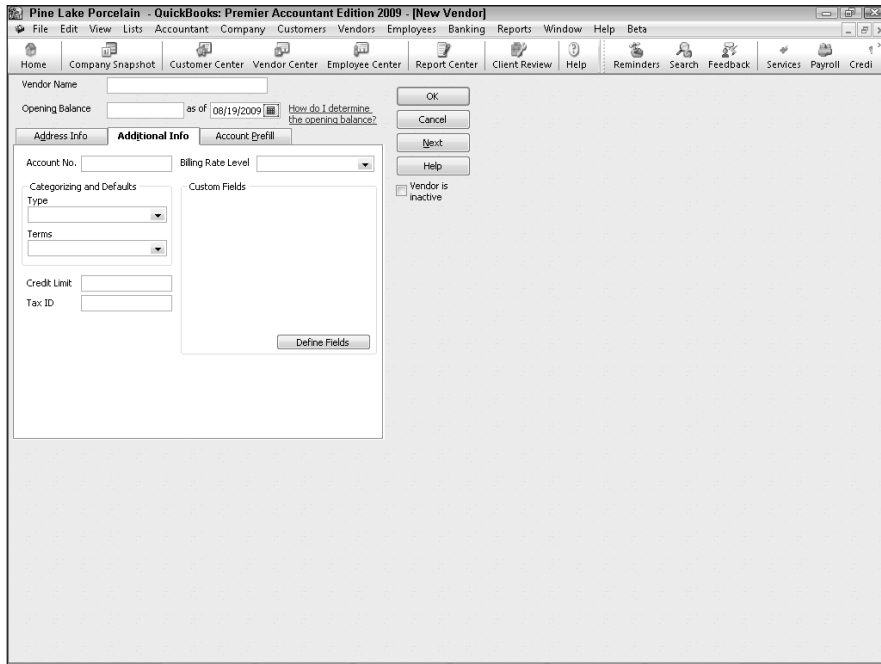 Pine Lake Porcelain - QuickBooks: Premier Accountant Edition 2009 - [New Vendor]
File Edit View Lists Accountant Company Customers Vendors Employees Banking Reports Window Help Beta
Home Company Snapshot Customer Center Vendor Center Employee Center Report Center Client Review Help Reminders Search Feedback Services Payroll Credi
Vendor Name
OK
Opening Balance as of 08/19/2009 How do I determine
the opening balance?
Cancel
Address Info Additional Info Account Prefill
Next
Account No. Billing Rate Level
Help
Categorizing and Defaults Custom Fields
Vendor is
inactive
Type
Terms
Credit Limit
Tax ID
Define Fields